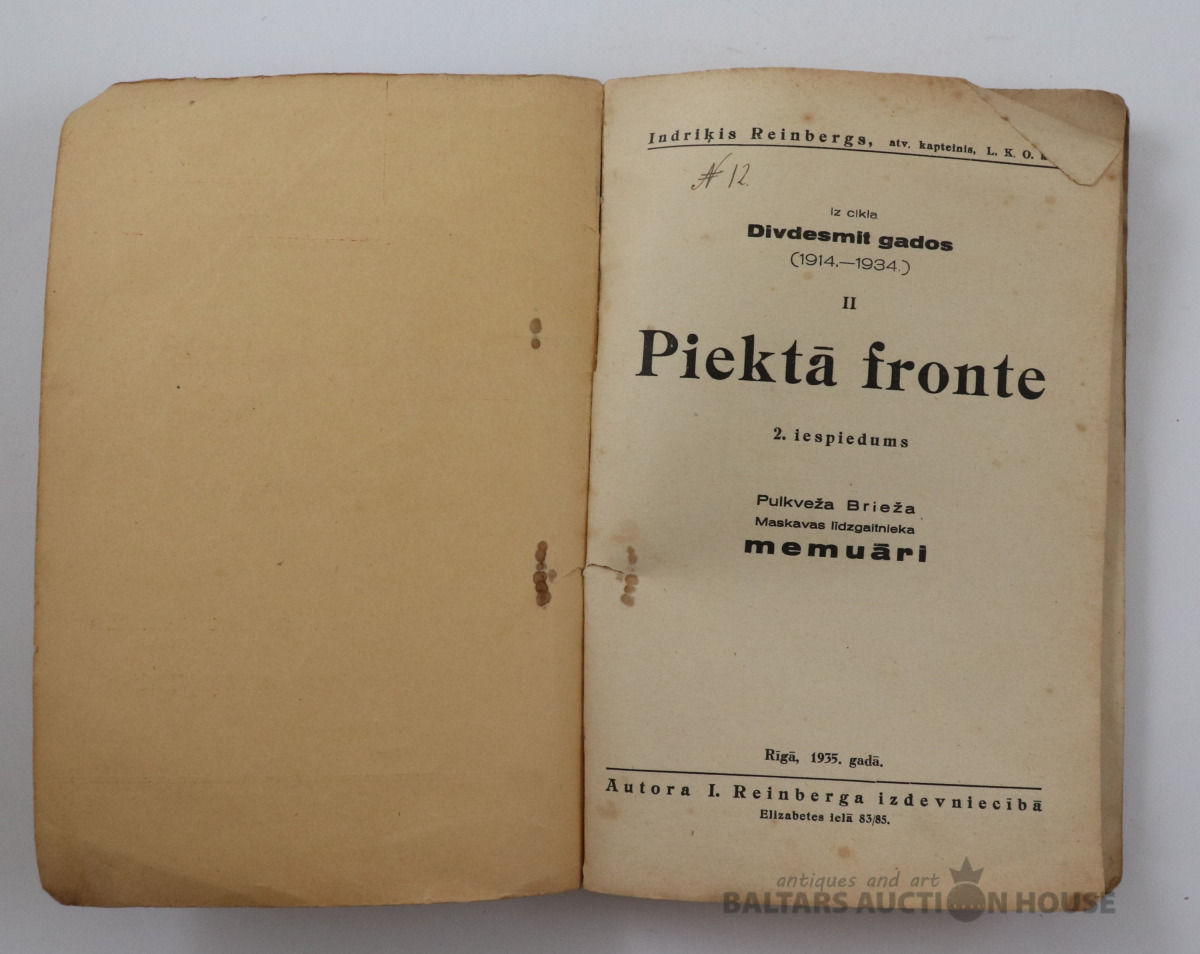 Indriķis Reinbergs, atv. kapteinis, L. K. O.
№ 12.
iz cikla
Divdesmit gados
(1914.—1934.)
II
Piektā fronte
2. iespiedums
Pulkveža Brieža
Maskavas līdzgaitnieka
memuāri
Rīgā, 1935. gadā.
Autora I. Reinberga izdevniecībā
Elizabetes ielā 83/85.
antiques and art
BALTARS AUCTION HOUSE